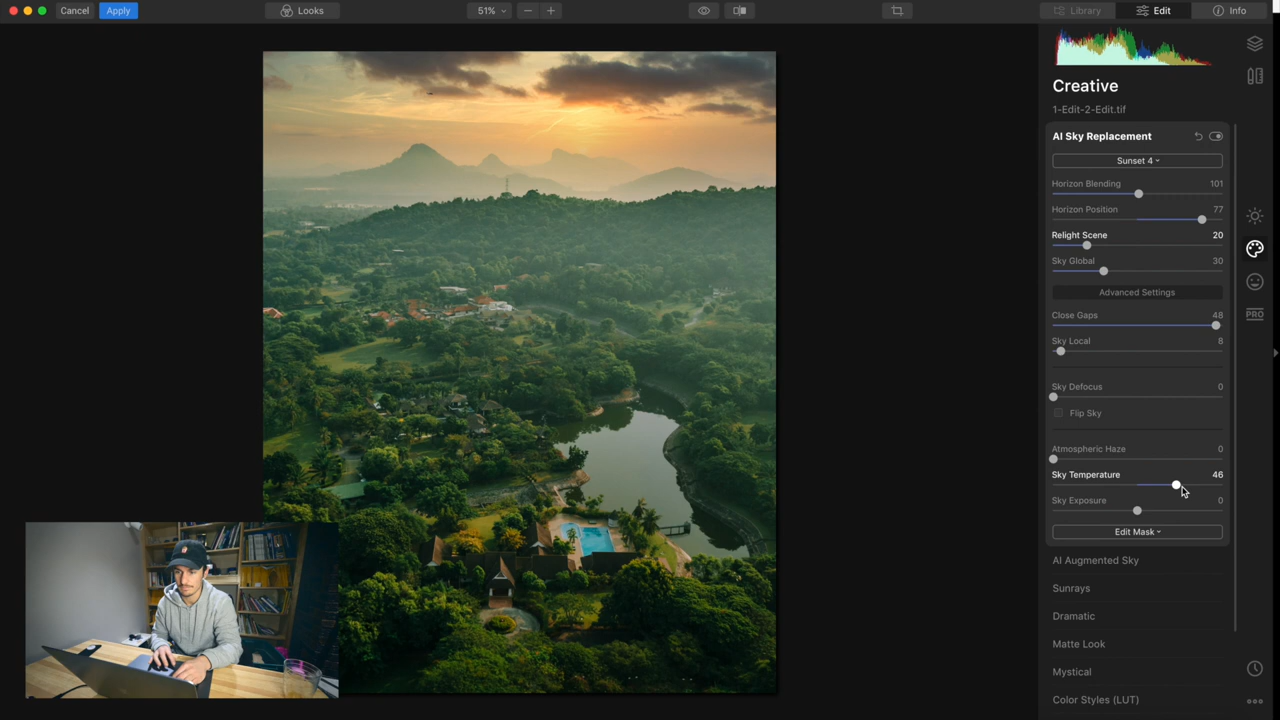 Cancel
Apply
Looks
51%
Library
Edit
Info
Creative
1-Edit-2-Edit.tif
AI Sky Replacement
Sunset 4
Horizon Blending 101
Horizon Position 77
Relight Scene 20
Sky Global 30
Advanced Settings
Close Gaps 48
Sky Local 8
Sky Defocus 0
Flip Sky
Atmospheric Haze 0
Sky Temperature 46
Sky Exposure 0
Edit Mask
AI Augmented Sky
Sunrays
Dramatic
Matte Look
Mystical
Color Styles (LUT)
PRO